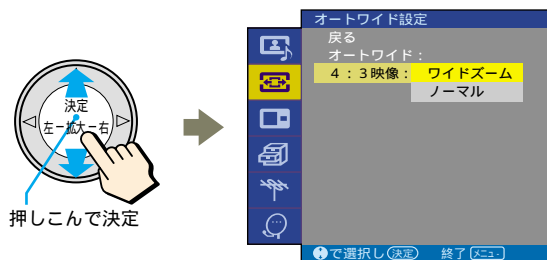 決定
左ー拡大ー右
押しこんで決定
オートワイド設定
戻る
オートワイド：
４：３映像： ワイドズーム
ノーマル
で選択し 決定 終了 メニュー